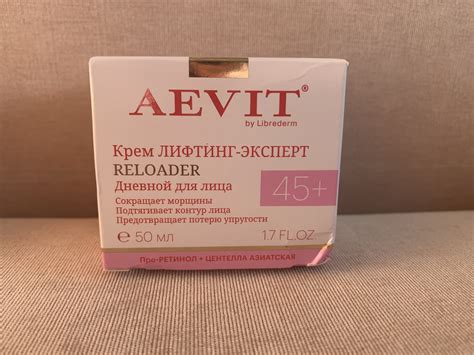 AEVIT®
by Librederm
Крем ЛИФТИНГ-ЭКСПЕРТ
RELOADER
Дневной для лица
45+
Сокращает морщины
Подтягивает контур лица
Предотвращает потерю упругости
℮ 50 мл
1.7 FL.OZ
Про-РЕТИНОЛ • ЦЕНТЕЛЛА АЗИАТСКАЯ